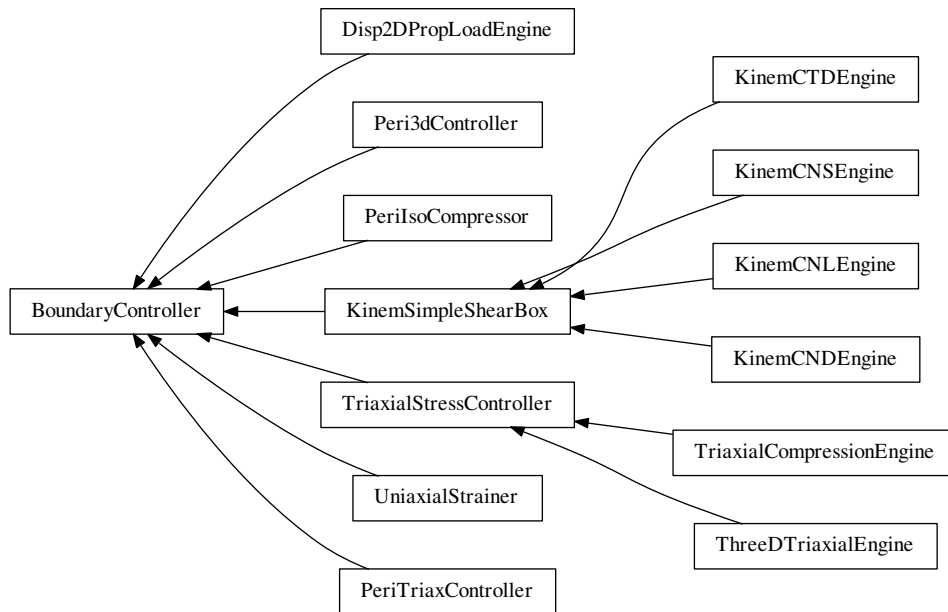 Disp2DPropLoadEngine
KinemCTDEngine
Peri3dController
KinemCNSEngine
PeriIsoCompressor
KinemCNLEngine
BoundaryController
KinemSimpleShearBox
KinemCNDEngine
TriaxialStressController
TriaxialCompressionEngine
UniaxialStrainer
ThreeDTriaxialEngine
PeriTriaxController